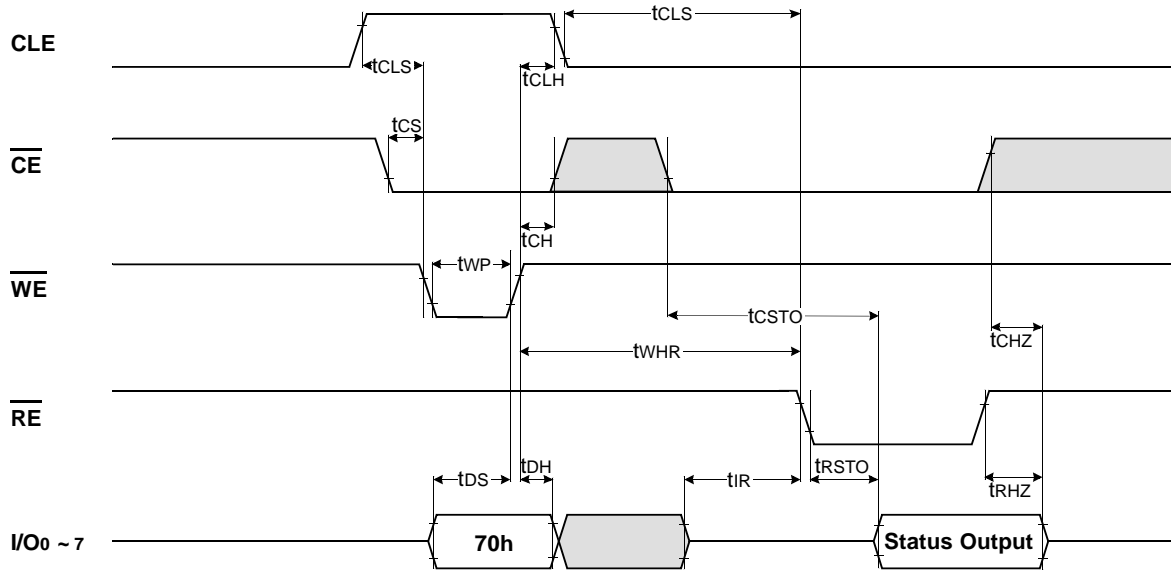 tCLS
CLE
tCLS
tCLH
tCS
CE
tCH
WE
tWP
tCSTO
tCHZ
tWHR
RE
tDS
tDH
tIR
tRSTO
tRHZ
I/O0 ~ 7
70h
Status Output